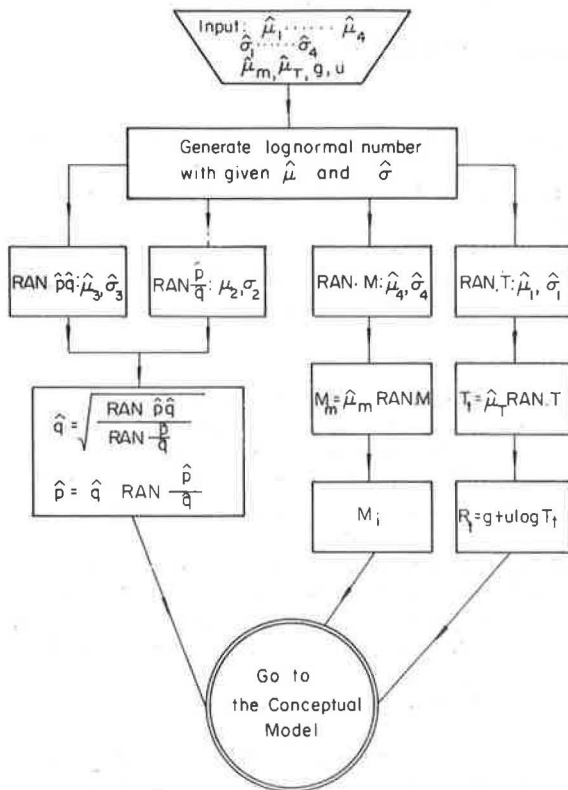 Input: μ̂₁ ...... μ̂₄
σ̂₁ ...... σ̂₄
μ̂m, μ̂T, g, u
Generate lognormal number
with given μ̂ and σ̂
RAN p̂q̂: μ̂₃, σ̂₃
RAN p̂/q̂: μ₂, σ₂
RAN. M: μ̂₄, σ̂₄
RAN. T: μ̂₁, σ̂₁
q̂ = √(RAN p̂q̂ / RAN p̂/q̂)
p̂ = q̂ RAN p̂/q̂
Mm = μ̂m RAN.M
Tt = μ̂T RAN.T
Mi
Rt = g+ulog Tt
Go to
the Conceptual
Model